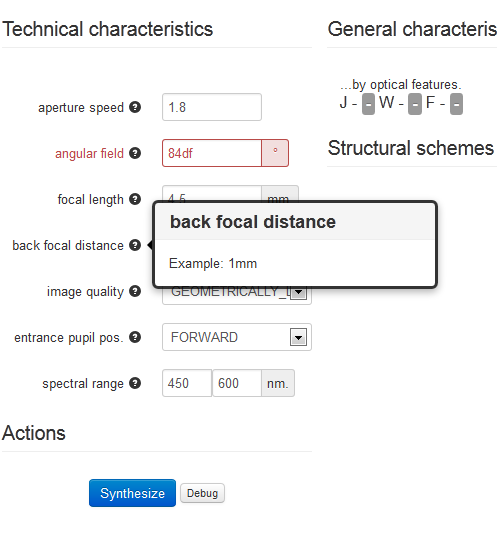 Technical characteristics
General characteris
...by optical features.
J - - W - - F - -
Structural schemes
aperture speed ? 1.8
angular field ? 84df °
focal length ? 4.5 mm
back focal distance
back focal distance ?
Example: 1mm
image quality ? GEOMETRICALLY_L
entrance pupil pos. ? FORWARD
spectral range ? 450 600 nm.
Actions
Synthesize Debug